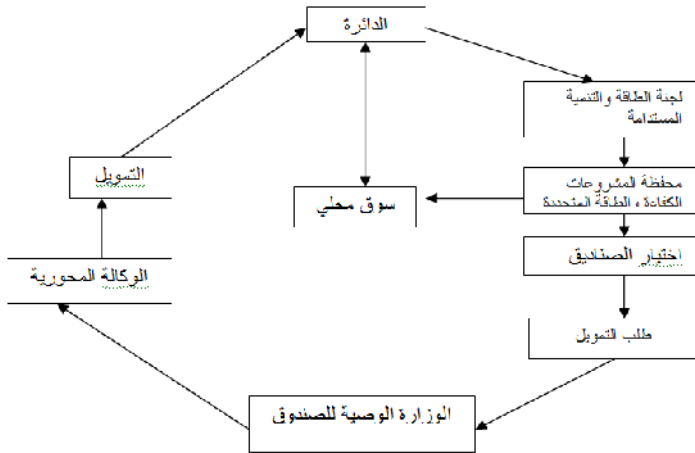 الدائرة
لجنة الطاقة والتنمية
المستدامة
التمويل
محفظة المشروعات
الكفاءة والطاقة المتجددة
سوق محلي
اختيار الصناديق
الوكالة المحورية
طلب التمويل
الوزارة الوصية للصندوق